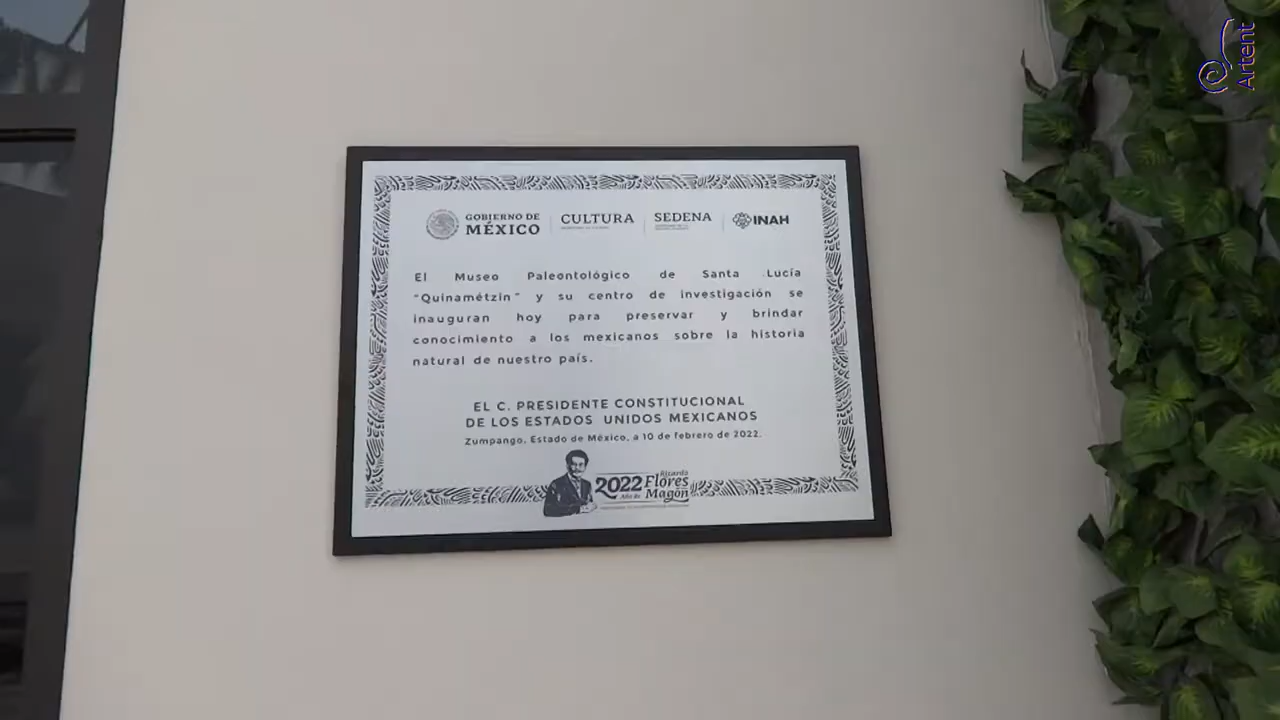 Artent
GOBIERNO DE
MÉXICO
CULTURA
SEDENA
INAH
El Museo Paleontológico de Santa Lucía
"Quinamétzin" y su centro de investigación se
inauguran hoy para preservar y brindar
conocimiento a los mexicanos sobre la historia
natural de nuestro país.
EL C. PRESIDENTE CONSTITUCIONAL
DE LOS ESTADOS UNIDOS MEXICANOS
Zumpango, Estado de México, a 10 de febrero de 2022.
2022 Ricardo
Flores
Año de Magón